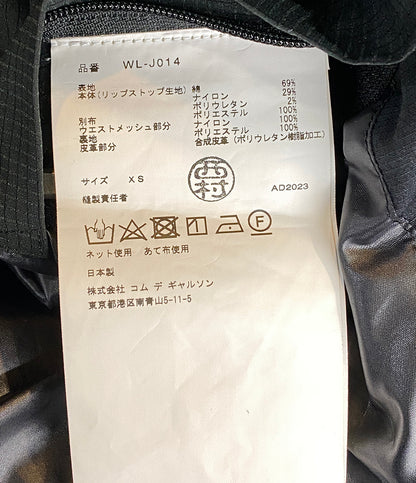 品番 WL-J014
表地
本体(リップストップ生地) 綿 69%
ナイロン 29%
ポリウレタン 2%
別布 ポリエステル 100%
ウエストメッシュ部分 ナイロン 100%
裏地 ポリエステル 100%
皮革部分 合成皮革(ポリウレタン樹脂加工)
サイズ XS
縫製責任者 西村 AD2023
F
ネット使用 あて布使用
日本製
株式会社 コム デ ギャルソン
東京都港区南青山5-11-5